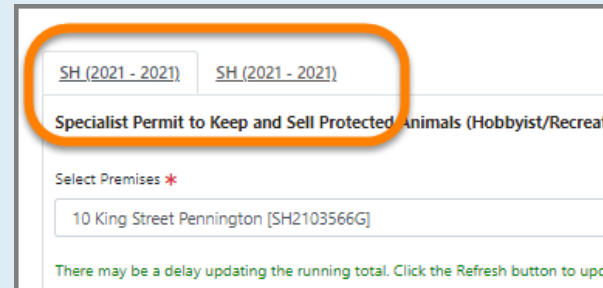 SH (2021 - 2021) SH (2021 - 2021)
Specialist Permit to Keep and Sell Protected Animals (Hobbyist/Recreat
Select Premises *
10 King Street Pennington [SH2103566G]
There may be a delay updating the running total. Click the Refresh button to upd